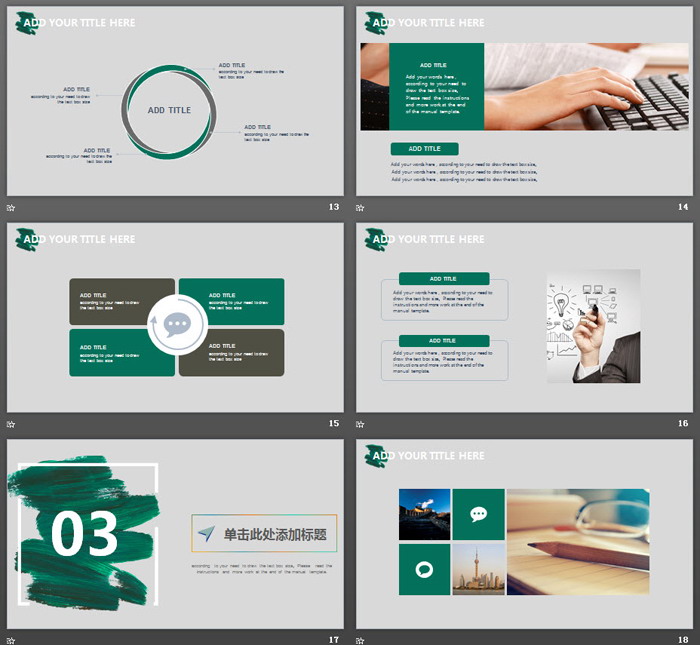 ADD YOUR TITLE HERE
ADD TITLE
according to your need to draw the
text box size
ADD TITLE
according to your need to draw
the text box size
ADD TITLE
ADD TITLE
according to your need to draw the
text box size
ADD TITLE
according to your need to draw the
text box size
13
ADD YOUR TITLE HERE
ADD TITLE
Add your words here ,
according to your need to
draw the text box size,
Please read the instructions
and more work at the end
of the manual template.
ADD TITLE
Add your words here , according to your need to draw the text box size,
Add your words here , according to your need to draw the text box size,
Add your words here , according to your need to draw the text box size,
14
ADD YOUR TITLE HERE
ADD TITLE
according to your need to draw
the text box size
ADD TITLE
according to your need to draw
the text box size
ADD TITLE
according to your need to draw
the text box size
ADD TITLE
according to your need to draw
the text box size
15
ADD YOUR TITLE HERE
ADD TITLE
Add your words here , according to your need to
draw the text box size, Please read the
instructions and more work at the end of the
manual template.
ADD TITLE
Add your words here , according to your need to
draw the text box size, Please read the
instructions and more work at the end of the
manual template.
16
03
单击此处添加标题
according to your need to draw the text box size, Please read the
instructions and more work at the end of the manual template.
17
ADD YOUR TITLE HERE
18